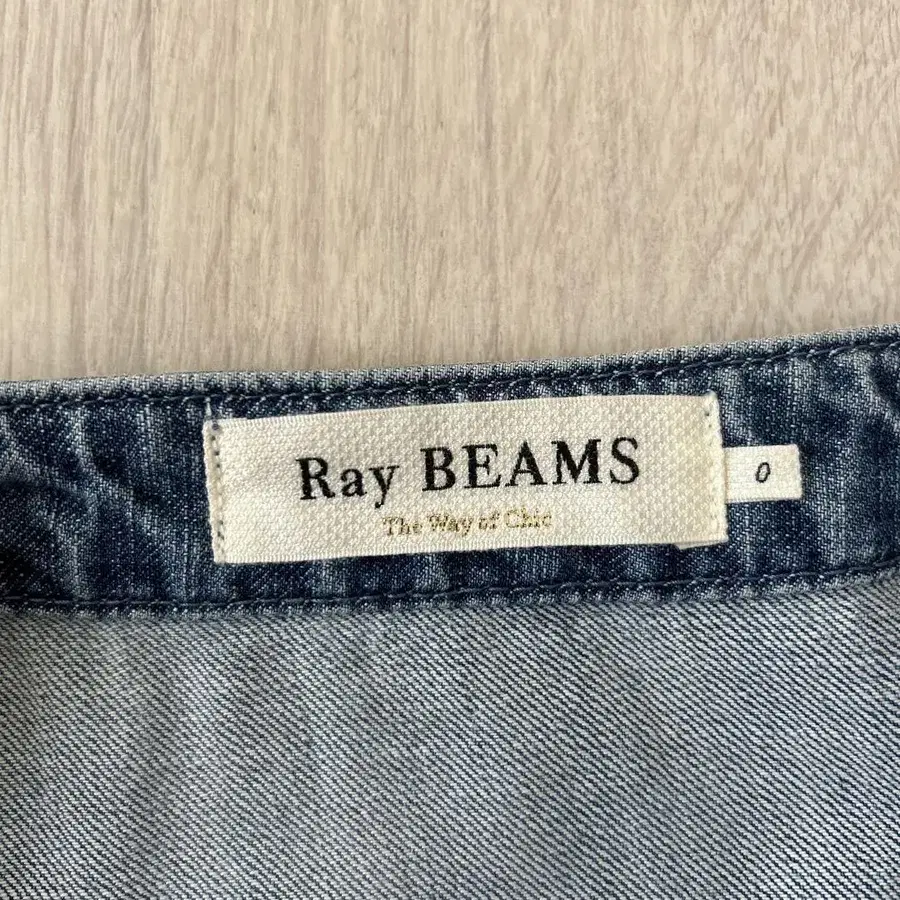 Ray BEAMS
The Way of Chic
0